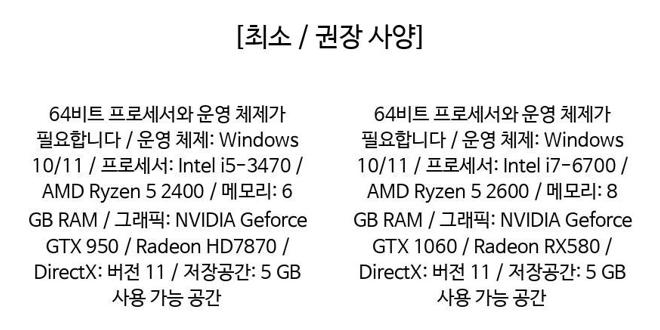 [최소 / 권장 사양]
64비트 프로세서와 운영 체제가
필요합니다 / 운영 체제: Windows
10/11 / 프로세서: Intel i5-3470 /
AMD Ryzen 5 2400 / 메모리: 6
GB RAM / 그래픽: NVIDIA Geforce
GTX 950 / Radeon HD7870 /
DirectX: 버전 11 / 저장공간: 5 GB
사용 가능 공간
64비트 프로세서와 운영 체제가
필요합니다 / 운영 체제: Windows
10/11 / 프로세서: Intel i7-6700 /
AMD Ryzen 5 2600 / 메모리: 8
GB RAM / 그래픽: NVIDIA Geforce
GTX 1060 / Radeon RX580 /
DirectX: 버전 11 / 저장공간: 5 GB
사용 가능 공간